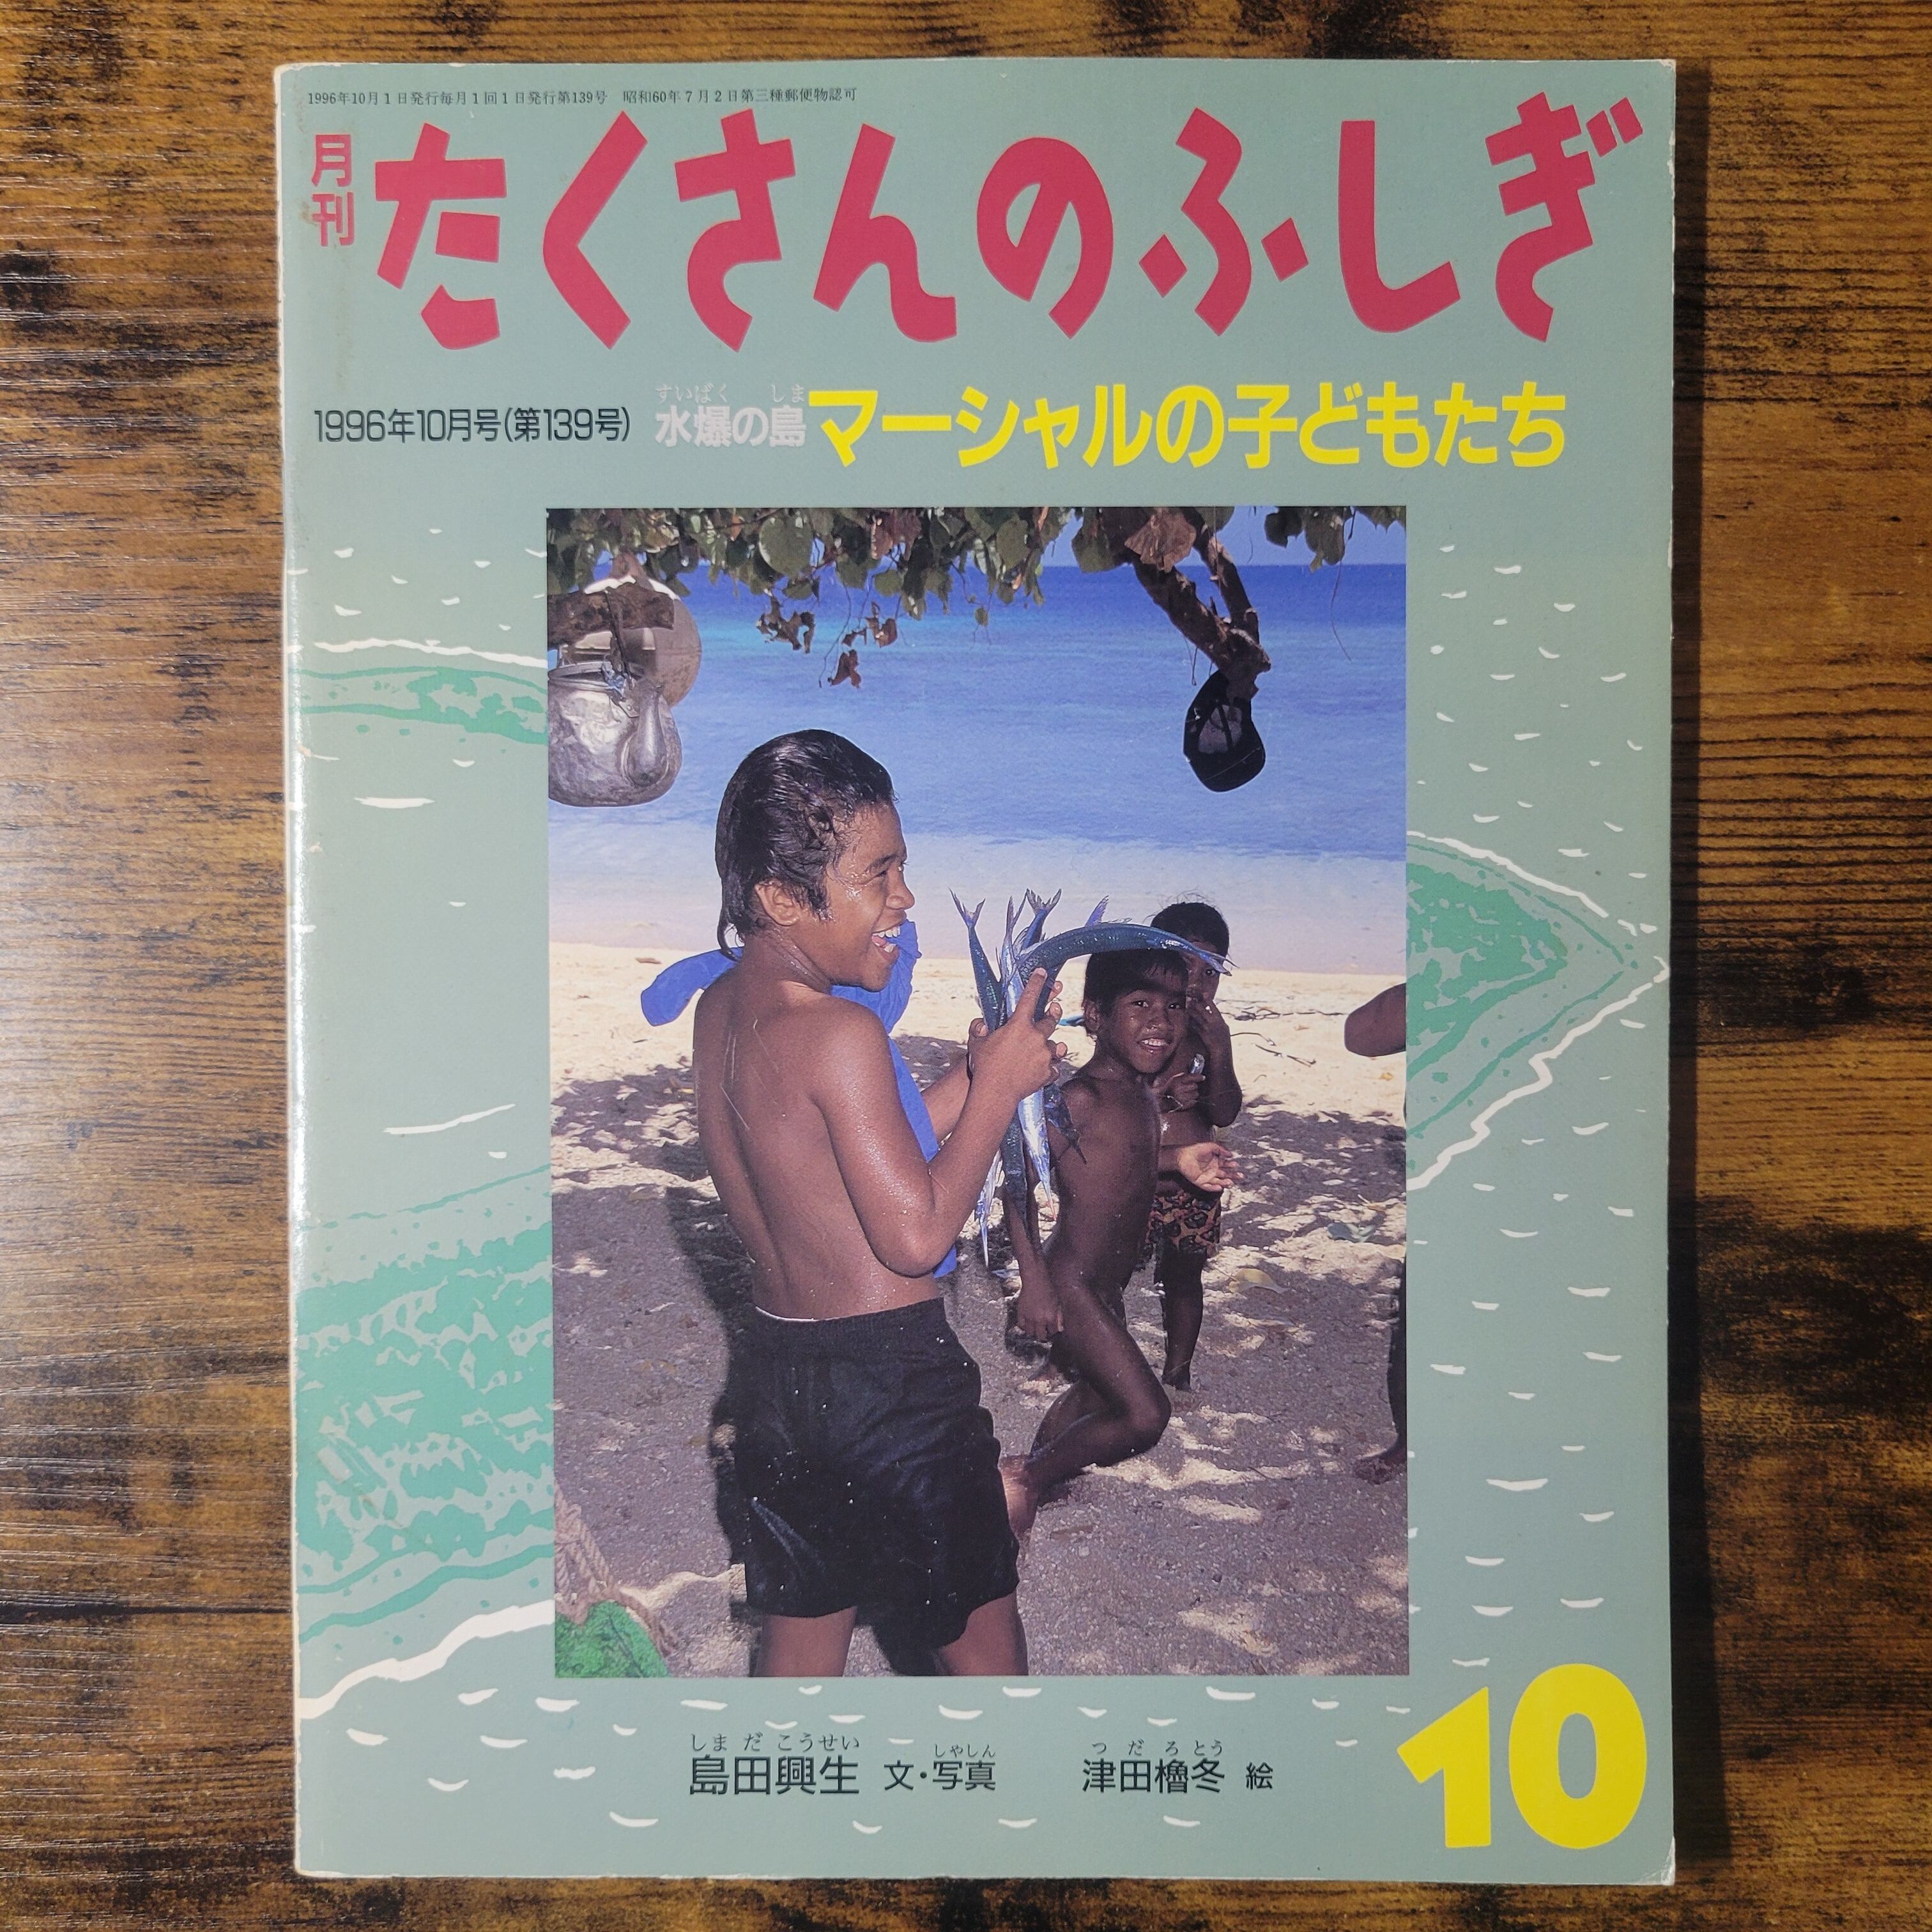 1996年10月1日発行毎月1回1日発行第139号 昭和60年7月2日第三種郵便物認可
月刊 たくさんのふしぎ
1996年10月号(第139号)
すいばく しま
水爆の島 マーシャルの子どもたち
しまだ こうせい しゃしん つだ ろとう
島田興生 文・写真 津田櫓冬 絵
10